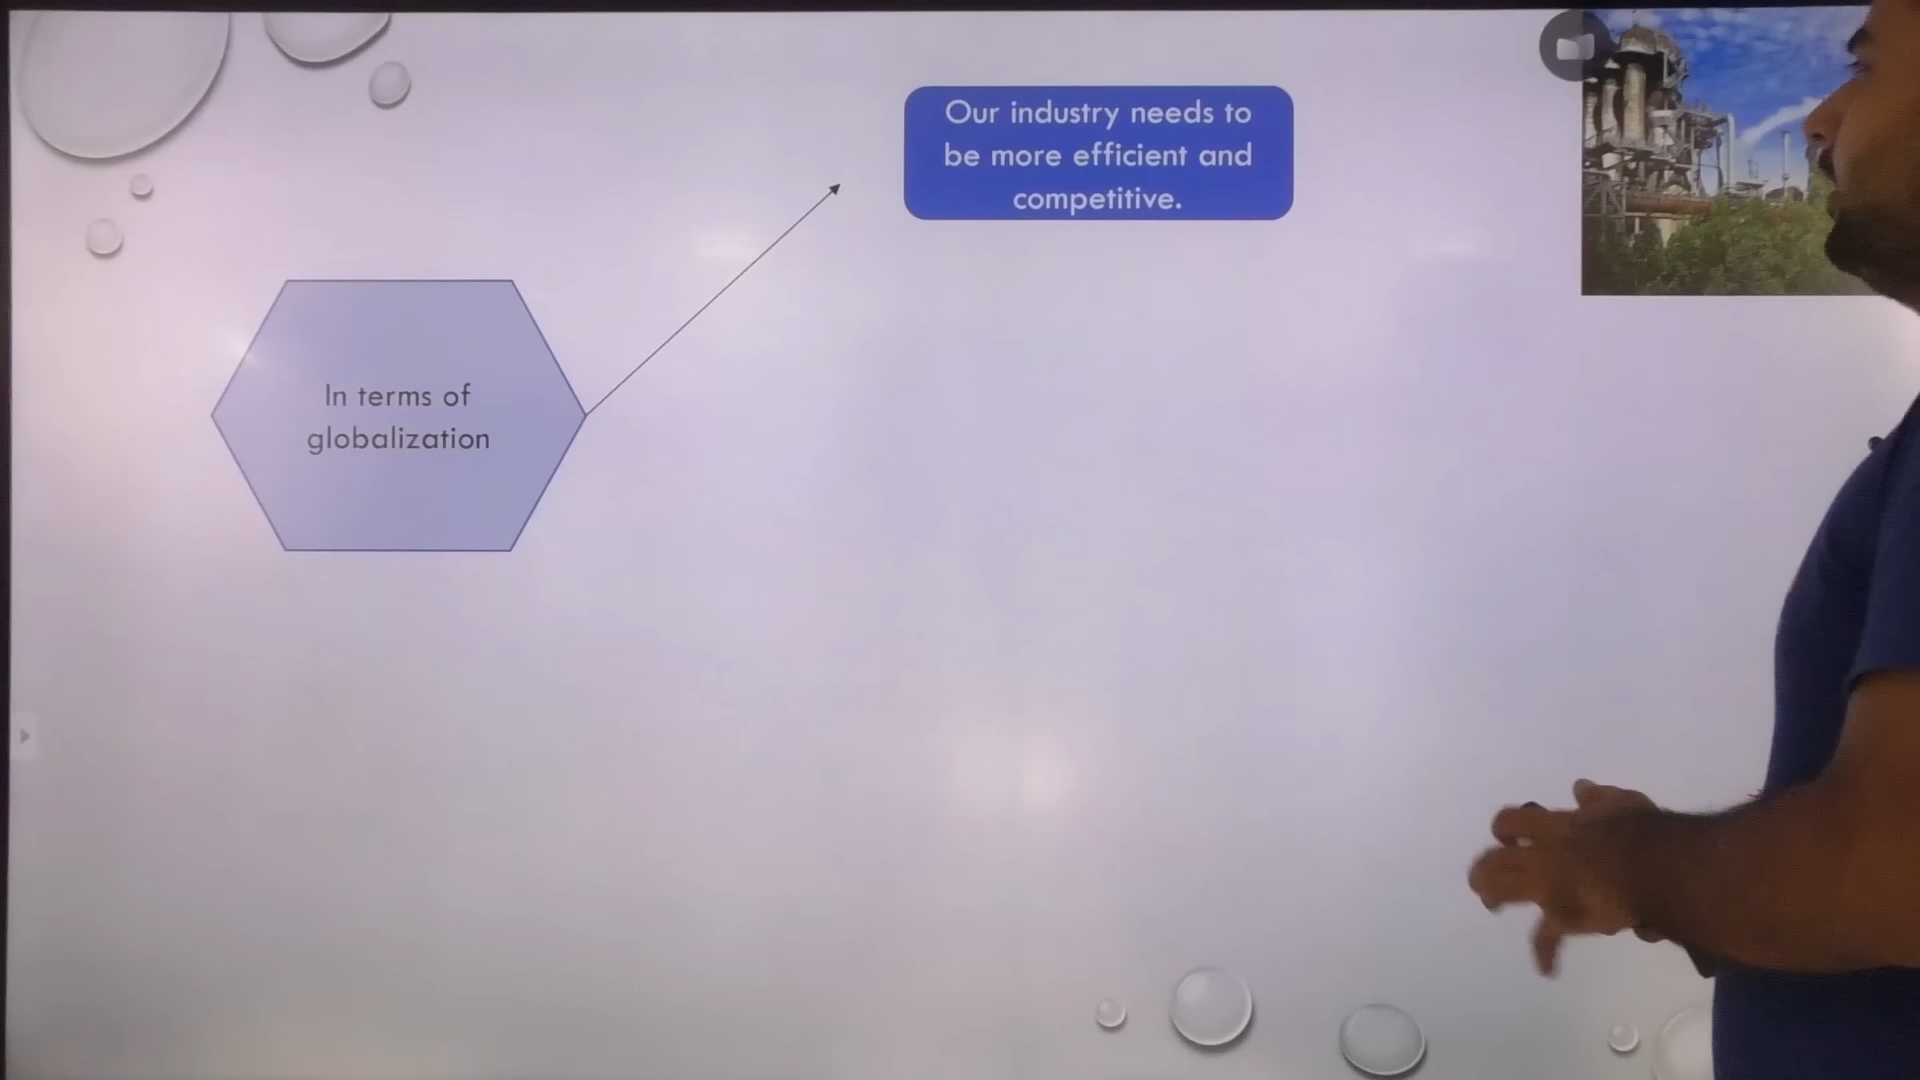 Our industry needs to
be more efficient and
competitive.
In terms of
globalization